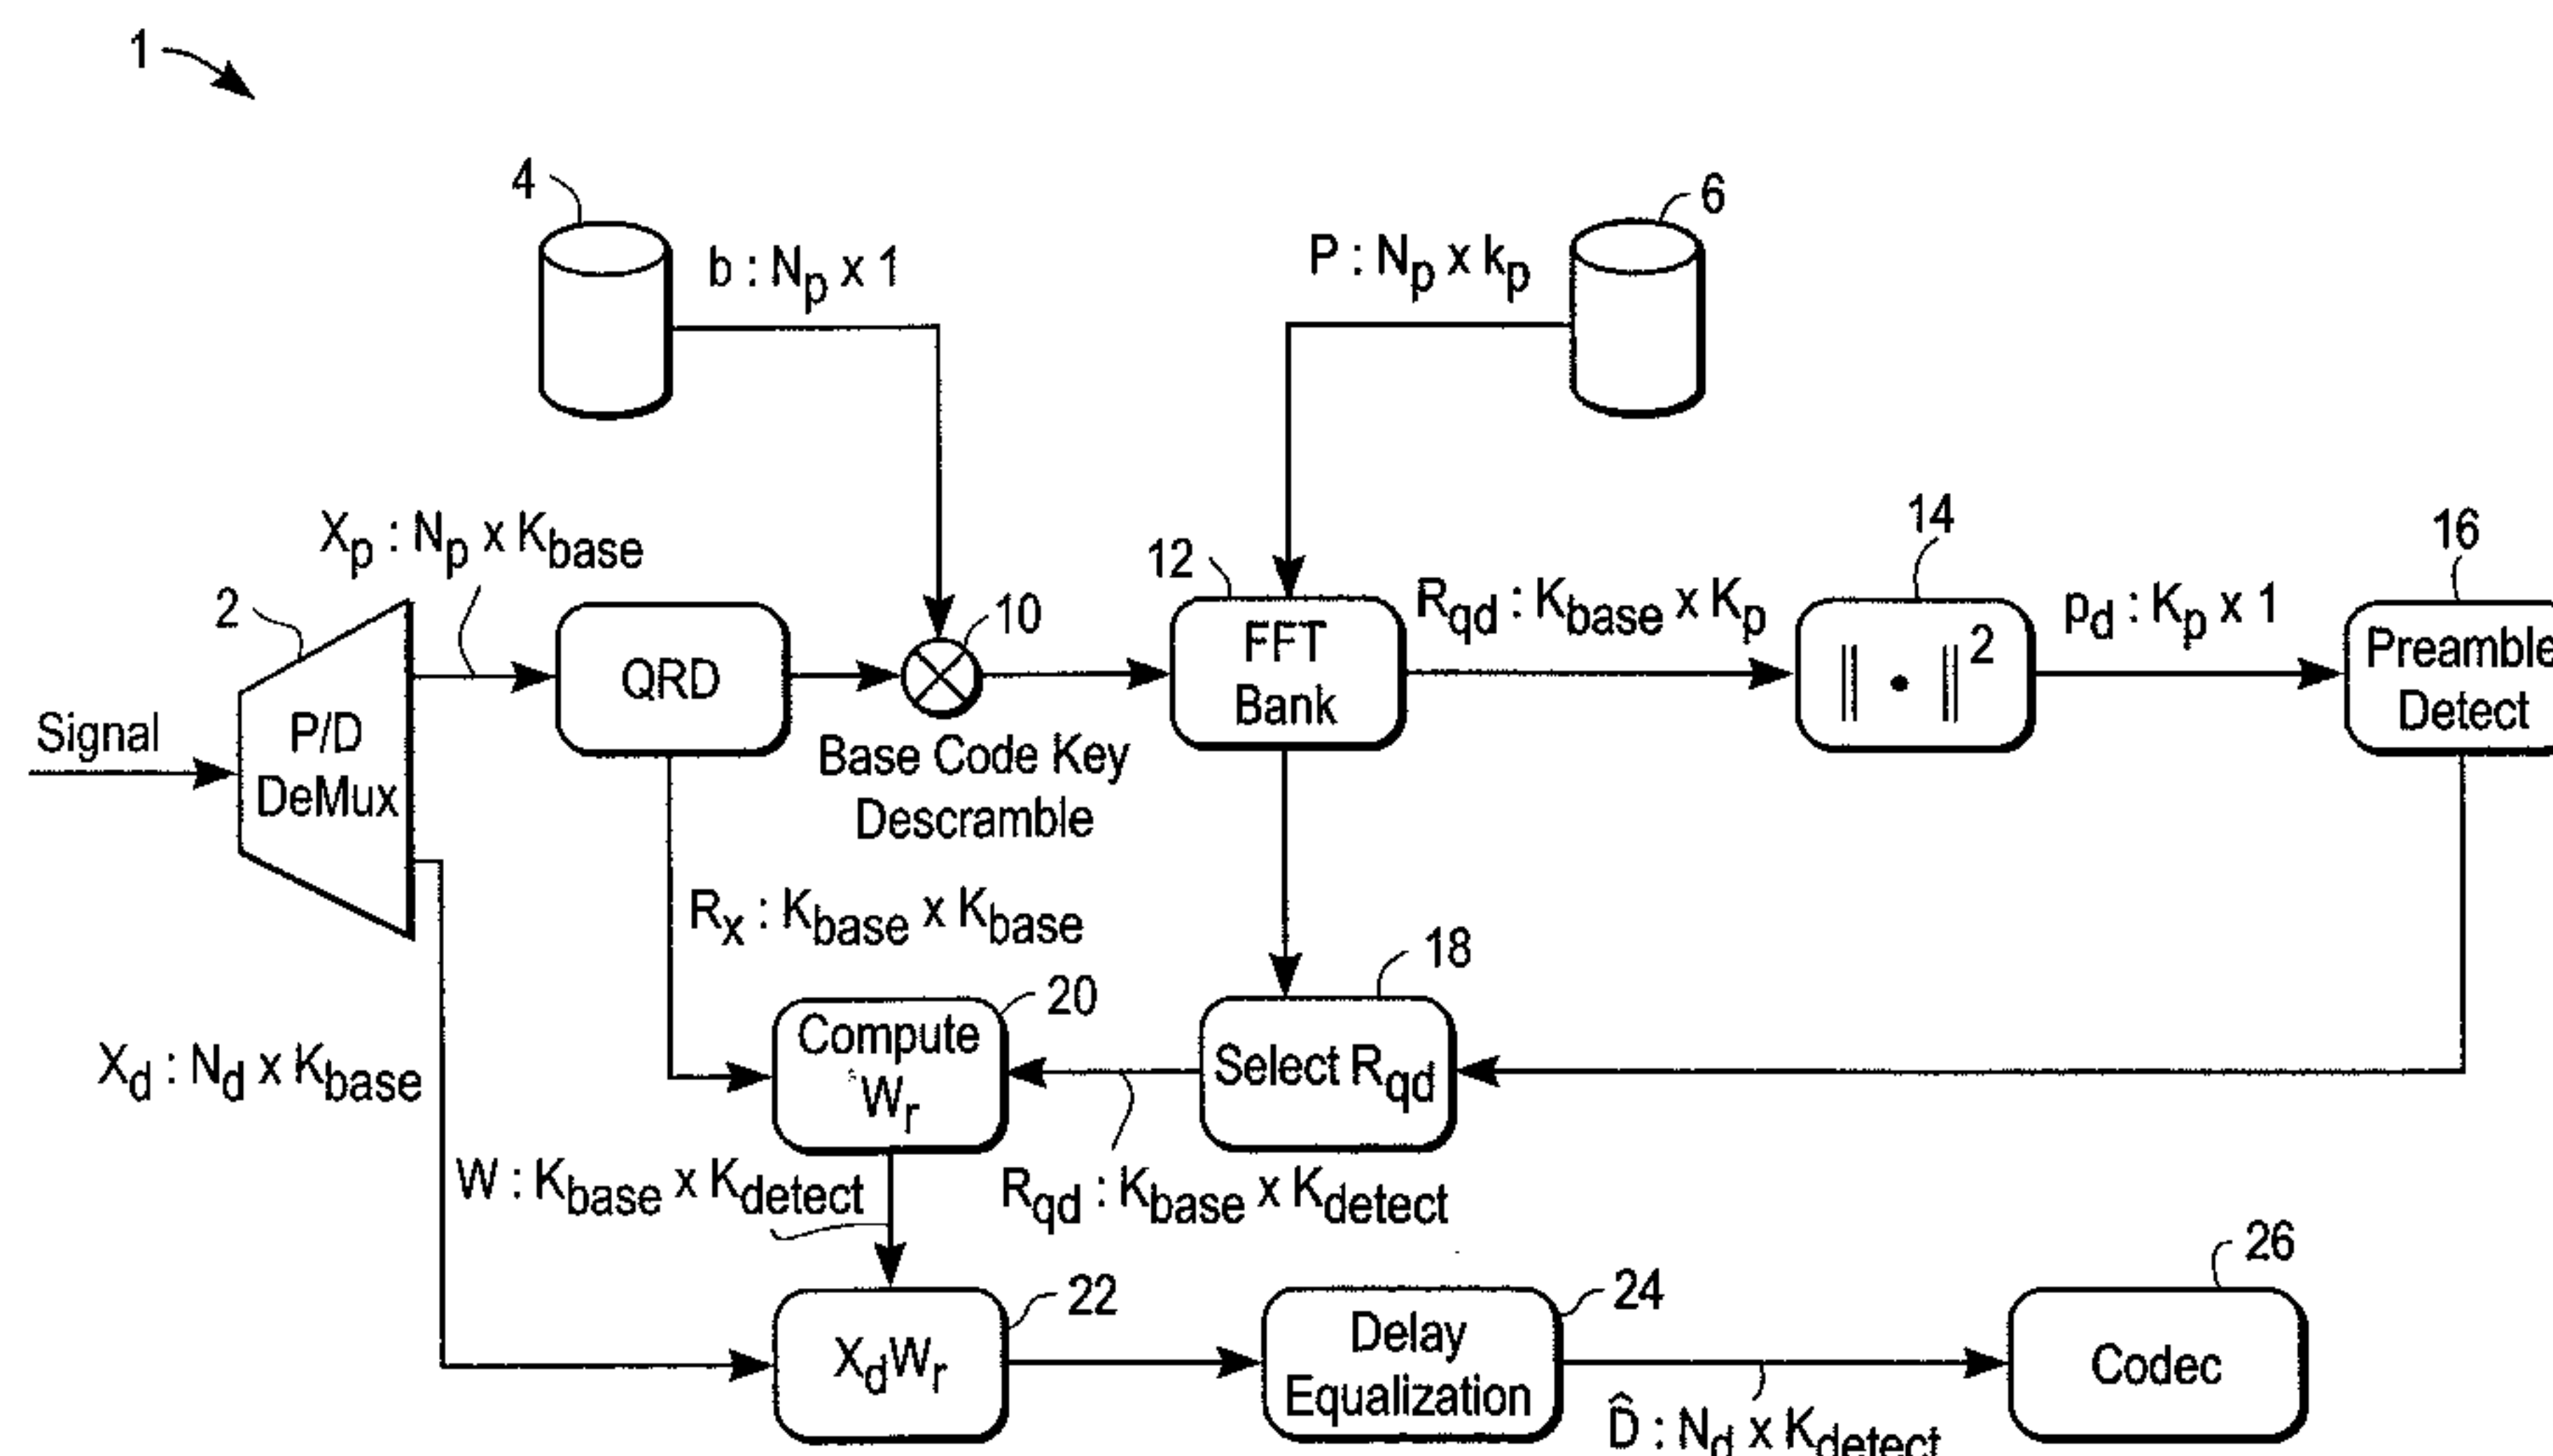 1
4
b : Np x 1
P : Np x kp
6
Xp : Np x Kbase
2
P/D
DeMux
Signal
QRD
10
Base Code Key
Descramble
12
FFT
Bank
Rqd : Kbase x Kp
14
|| • ||²
pd : Kp x 1
16
Preamble
Detect
Rx : Kbase x Kbase
18
Select Rqd
20
Compute
Wr
Xd : Nd x Kbase
W : Kbase x Kdetect
Rqd : Kbase x Kdetect
22
XdWr
24
Delay
Equalization
D̂ : Nd x Kdetect
26
Codec